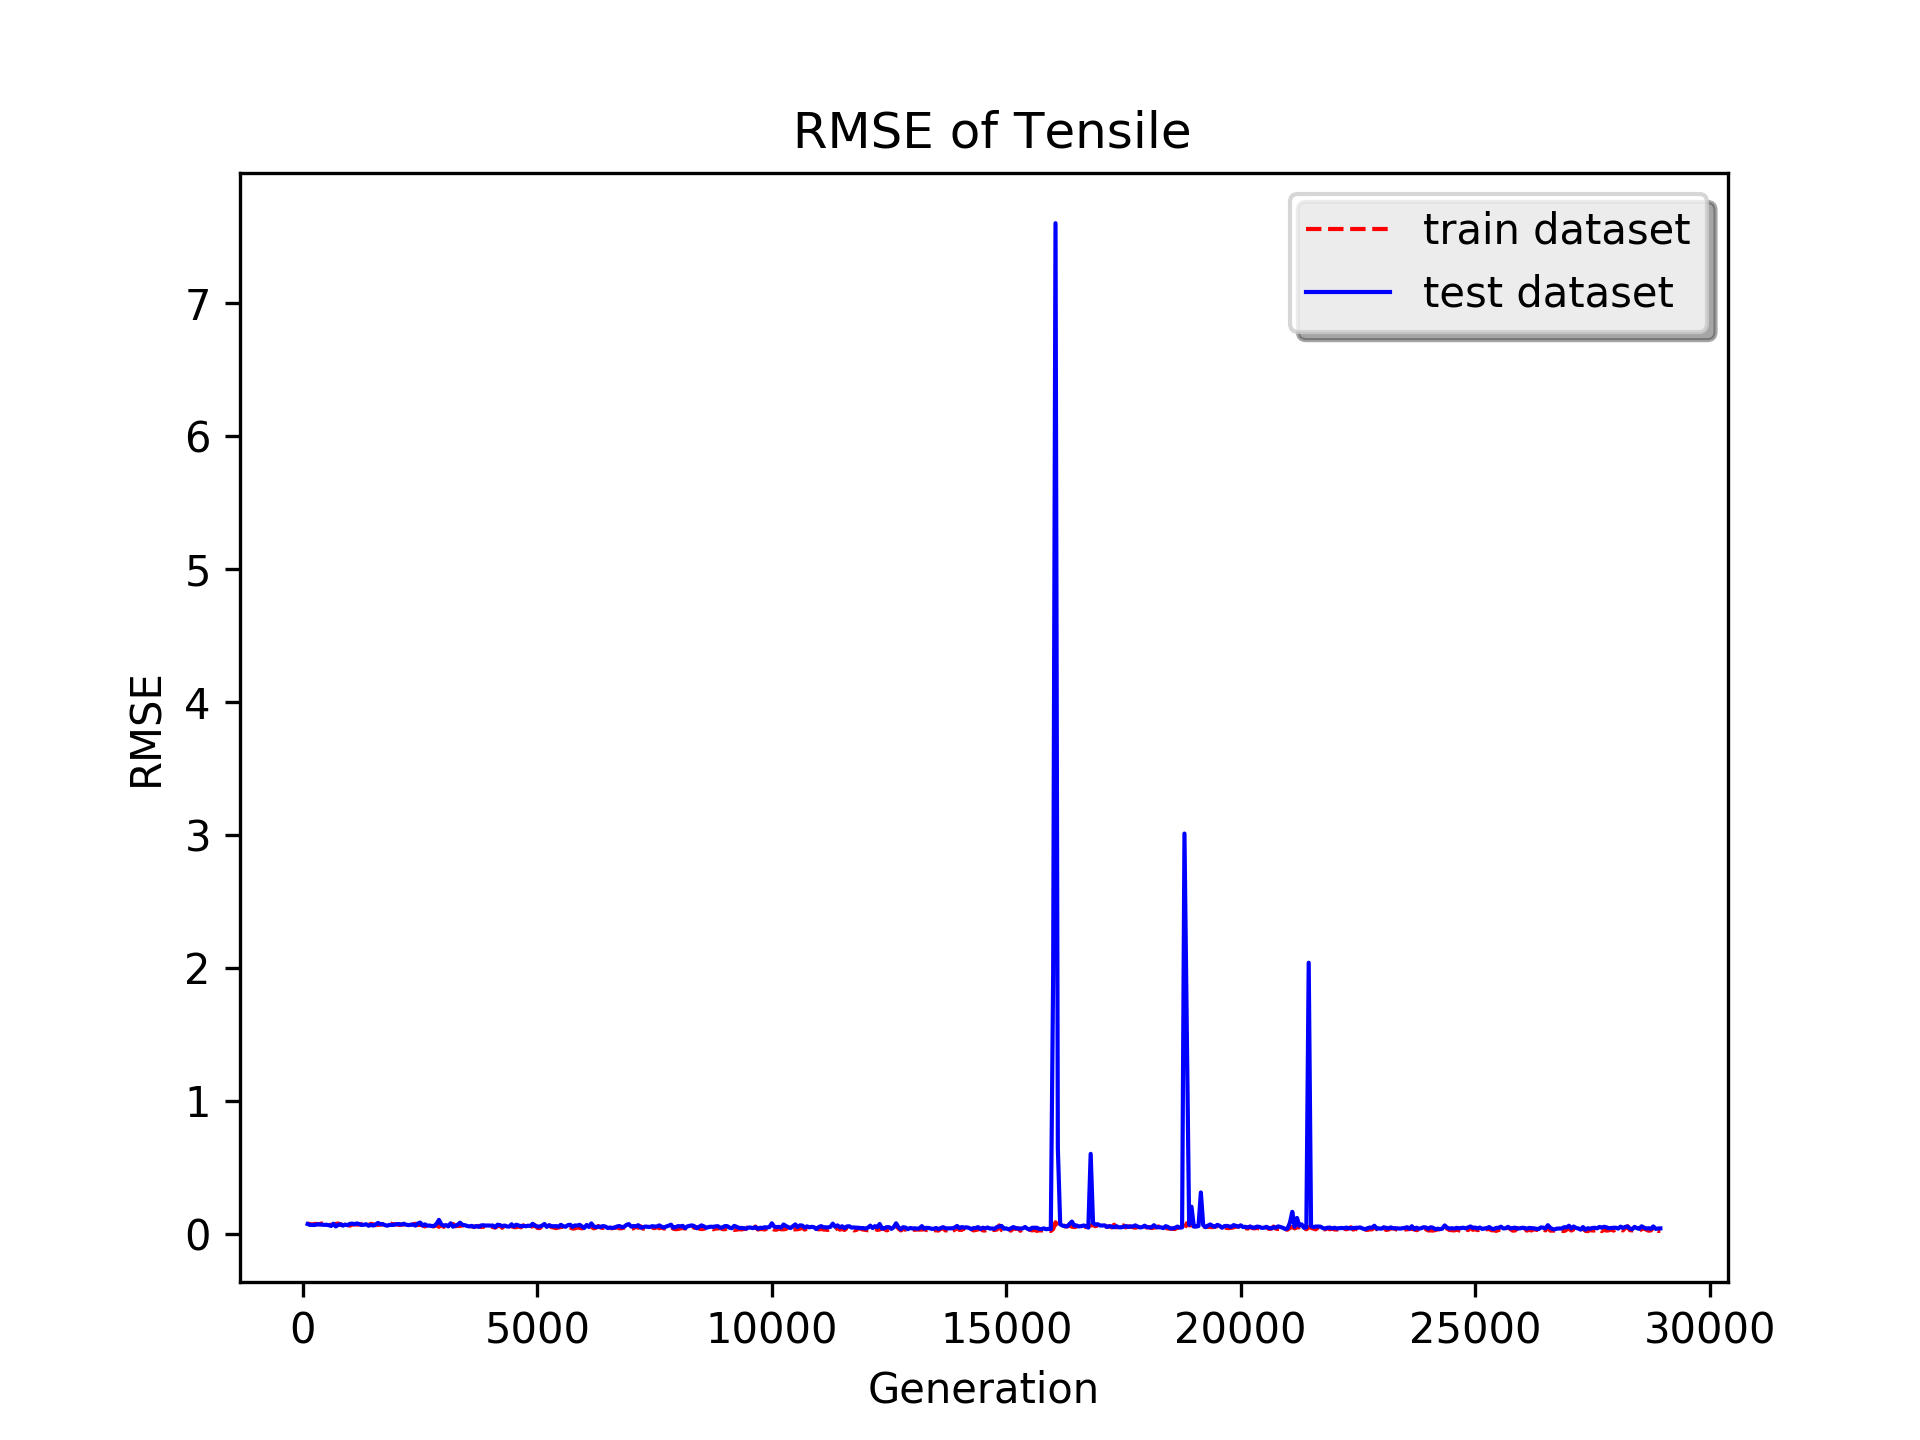 RMSE of Tensile
train dataset
test dataset
7
6
5
4
3
2
1
0
RMSE
0 5000 10000 15000 20000 25000 30000
Generation